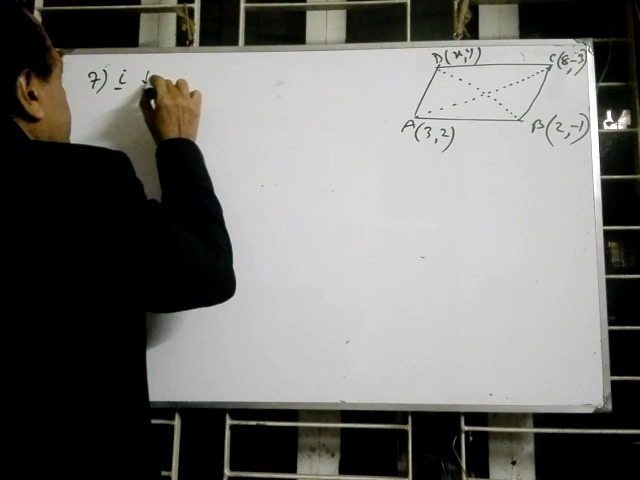 7) i
D(x,y)
C(8,-3)
A(3,2)
B(2,-1)